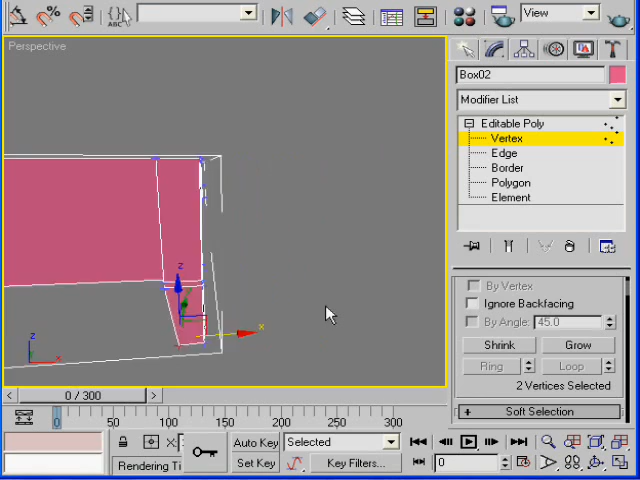 ABC
View
Perspective
Box02
Modifier List
Editable Poly
Vertex
Edge
Border
Polygon
Element
By Vertex
Ignore Backfacing
By Angle: 45.0
Shrink
Grow
Ring
Loop
2 Vertices Selected
+ Soft Selection
z
x
z
x
< 0 / 300 >
0 50 100 150 200 250 300
X:
Auto Key
Selected
Rendering Ti
Set Key
Key Filters...
0